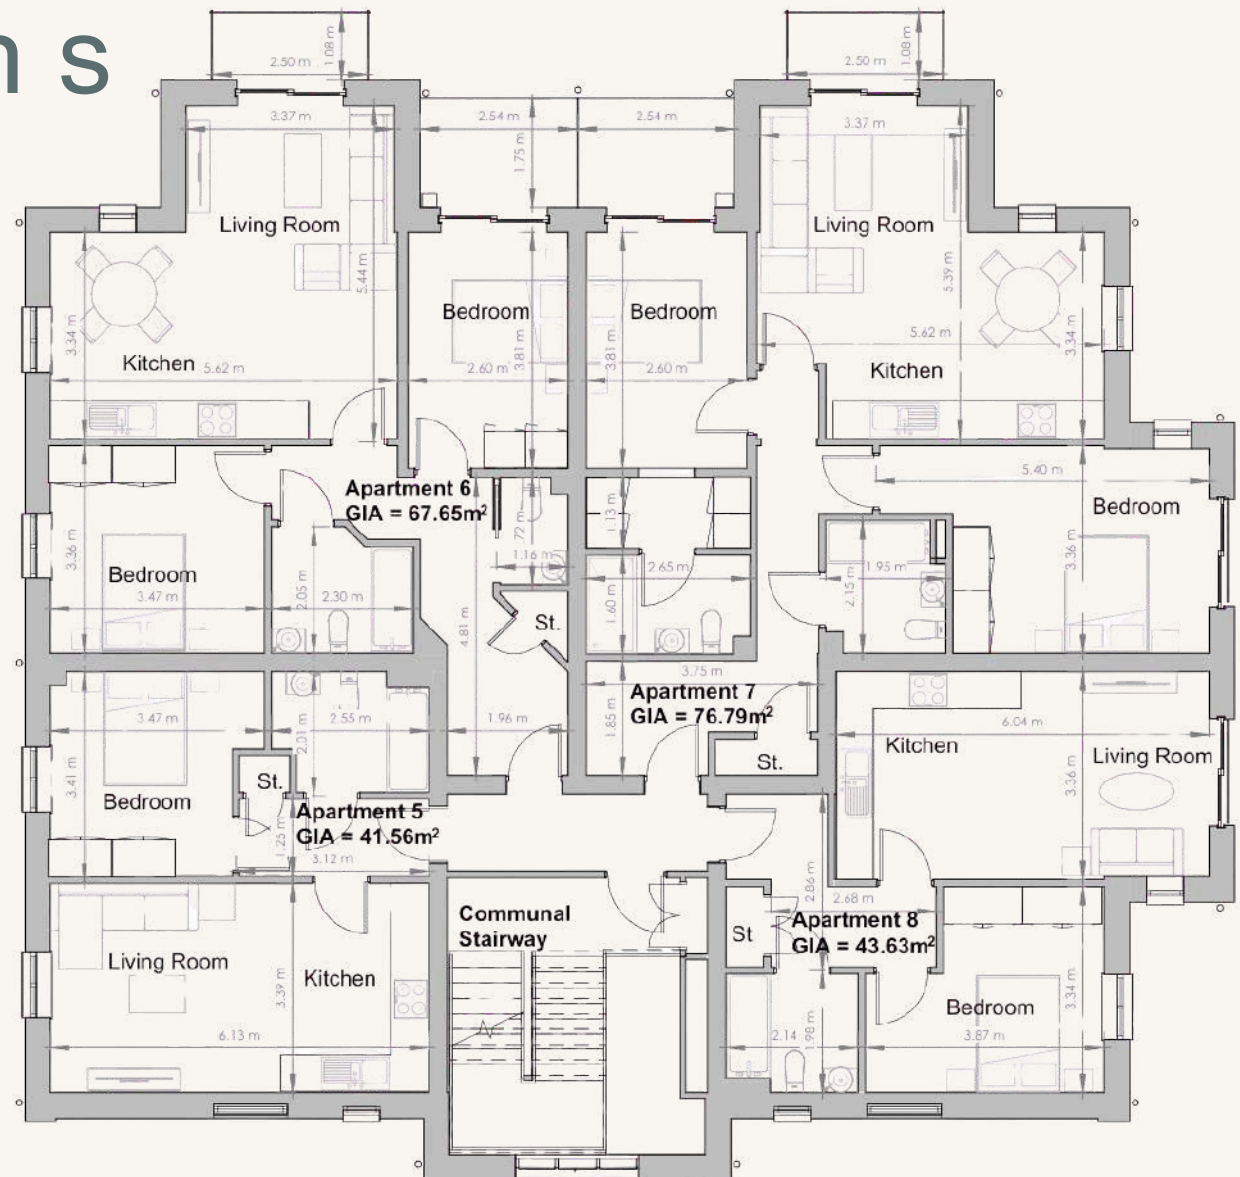 n s
1.08 m
2.50 m
1.08 m
2.50 m
3.37 m
2.54 m
2.54 m
3.37 m
1.75 m
Living Room
Living Room
5.44 m
5.39 m
Bedroom
Bedroom
3.34 m
3.81 m
3.81 m
5.62 m
3.34 m
Kitchen
5.62 m
2.60 m
2.60 m
Kitchen
5.40 m
Apartment 6
GIA = 67.65m²
Bedroom
1.13 m
.72 m
3.36 m
1.16 m
3.36 m
Bedroom
2.65 m
1.95 m
3.47 m
2.05 m
2.30 m
1.60 m
2.15 m
4.81 m
St.
3.75 m
Apartment 7
GIA = 76.79m²
3.47 m
2.55 m
1.96 m
1.85 m
6.04 m
2.01 m
Kitchen
Living Room
3.41 m
St.
St.
3.36 m
Bedroom
Apartment 5
GIA = 41.56m²
1.25 m
3.12 m
2.86 m
2.68 m
Communal
Stairway
St
Apartment 8
GIA = 43.63m²
Living Room
Kitchen
3.39 m
3.34 m
Bedroom
6.13 m
2.14
1.98 m
3.87 m